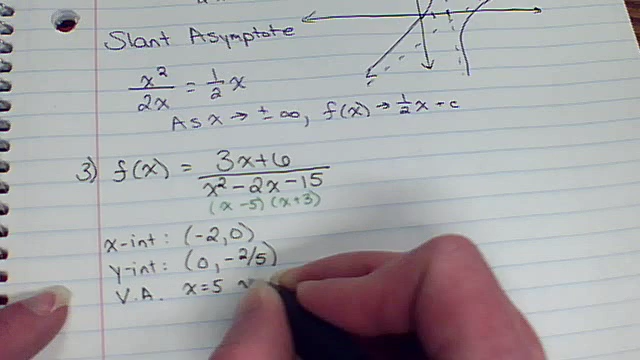 Slant Asymptote
x²/2x = 1/2 x
As x → ± ∞, f(x) → 1/2 x - c
3) f(x) = (3x+6)/(x² - 2x - 15)
(x - 5)(x + 3)
x-int: (-2, 0)
y-int: (0, -2/5)
V.A. x=5